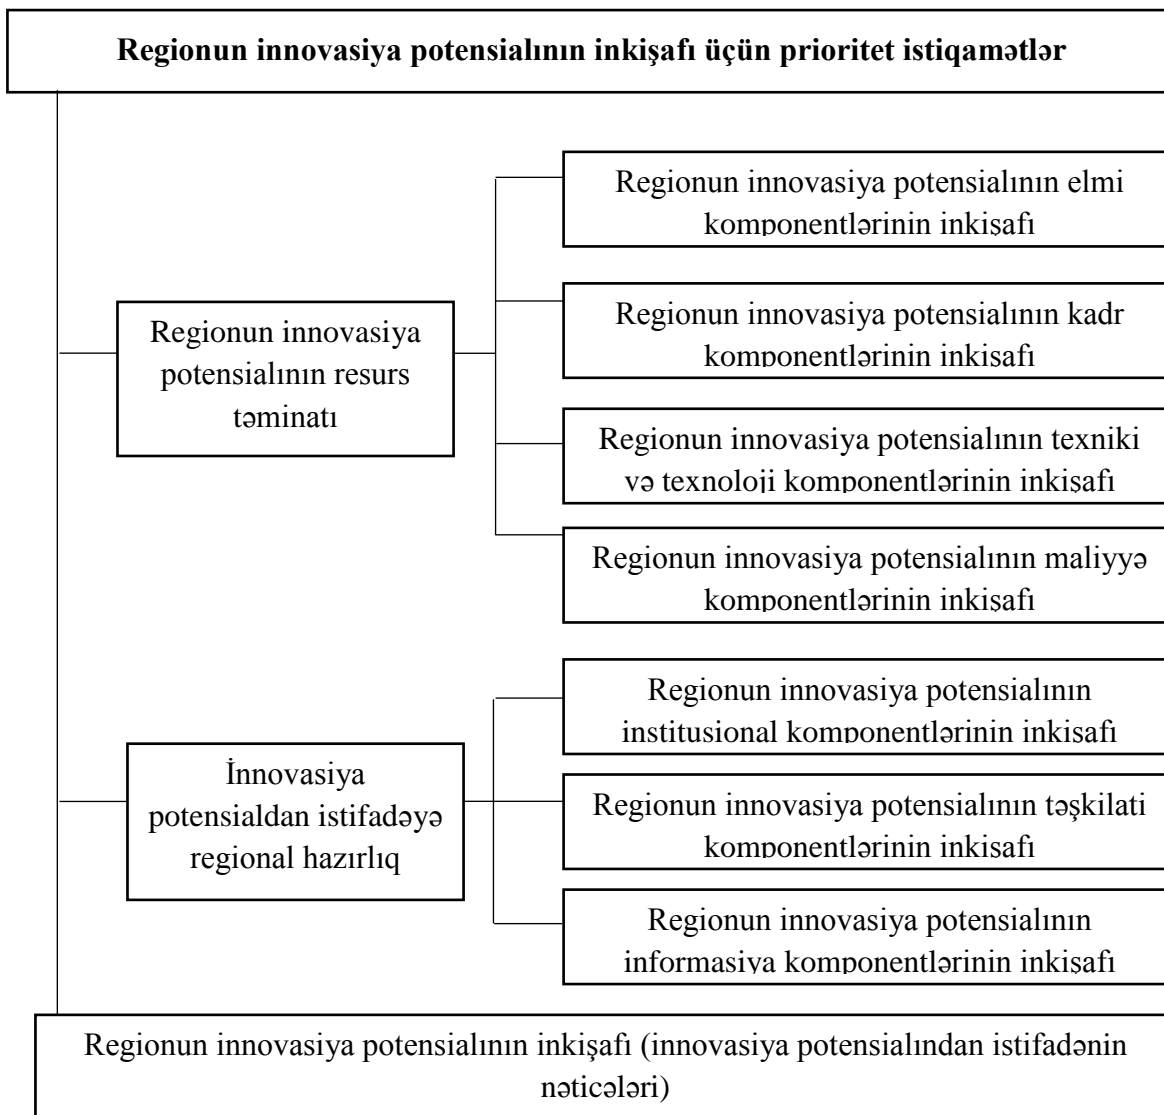 Regionun innovasiya potensialının inkişafı üçün prioritet istiqamətlər
Regionun innovasiya potensialının elmi
komponentlərinin inkişafı
Regionun innovasiya potensialının kadr
komponentlərinin inkişafı
Regionun innovasiya
potensialının resurs
təminatı
Regionun innovasiya potensialının texniki
və texnoloji komponentlərinin inkişafı
Regionun innovasiya potensialının maliyyə
komponentlərinin inkişafı
Regionun innovasiya potensialının
institusional komponentlərinin inkişafı
İnnovasiya
potensialdan istifadəyə
regional hazırlıq
Regionun innovasiya potensialının təşkilati
komponentlərinin inkişafı
Regionun innovasiya potensialının
informasiya komponentlərinin inkişafı
Regionun innovasiya potensialının inkişafı (innovasiya potensialından istifadənin
nəticələri)